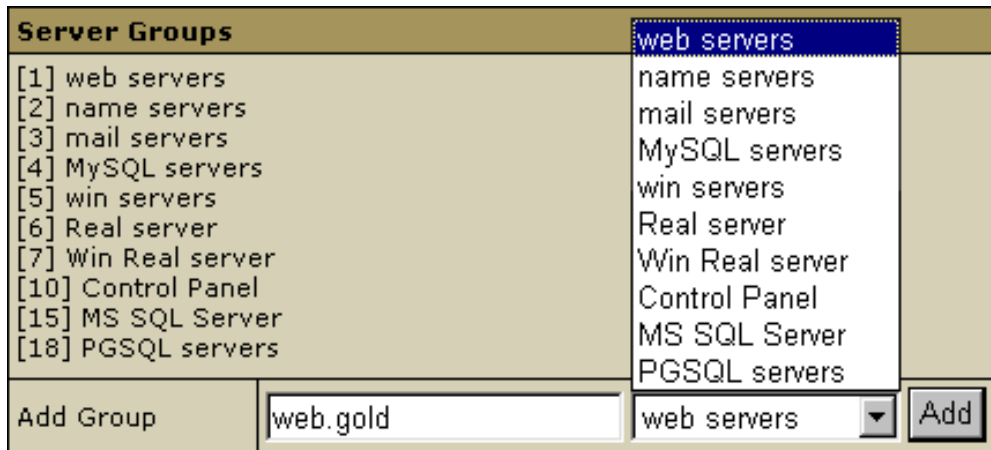 Server Groups
[1] web servers
[2] name servers
[3] mail servers
[4] MySQL servers
[5] win servers
[6] Real server
[7] Win Real server
[10] Control Panel
[15] MS SQL Server
[18] PGSQL servers
web servers
name servers
mail servers
MySQL servers
win servers
Real server
Win Real server
Control Panel
MS SQL Server
PGSQL servers
Add Group web.gold web servers Add